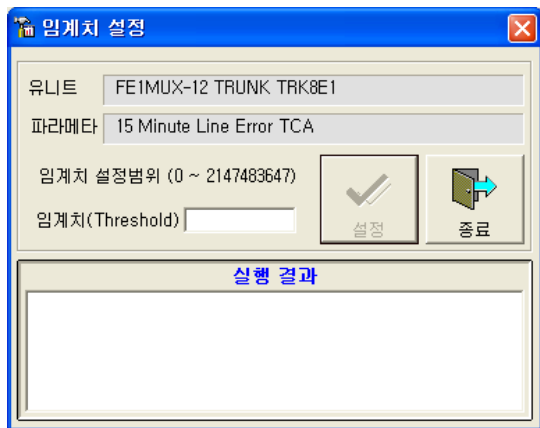 임계치 설정
유니트 FE1MUX-12 TRUNK TRK8E1
파라메타 15 Minute Line Error TCA
임계치 설정범위 (0 ~ 2147483647)
임계치(Threshold)
설정
종료
실행 결과